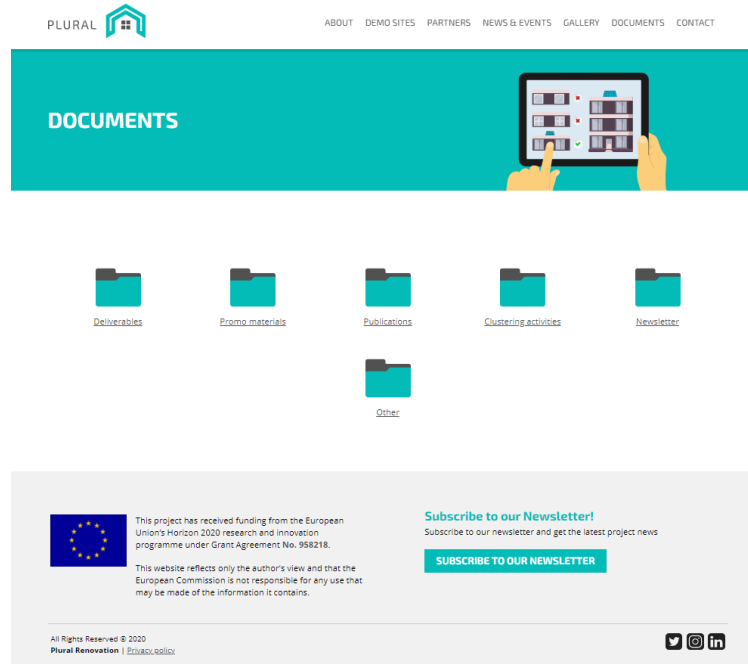 PLURAL
ABOUT DEMO SITES PARTNERS NEWS & EVENTS GALLERY DOCUMENTS CONTACT
DOCUMENTS
Deliverables Promo materials Publications Clustering activities Newsletter
Other
This project has received funding from the European
Union's Horizon 2020 research and innovation
programme under Grant Agreement No. 958218.
This website reflects only the author's view and that the
European Commission is not responsible for any use that
may be made of the information it contains.
Subscribe to our Newsletter!
Subscribe to our newsletter and get the latest project news
SUBSCRIBE TO OUR NEWSLETTER
All Rights Reserved © 2020
Plural Renovation | Privacy policy